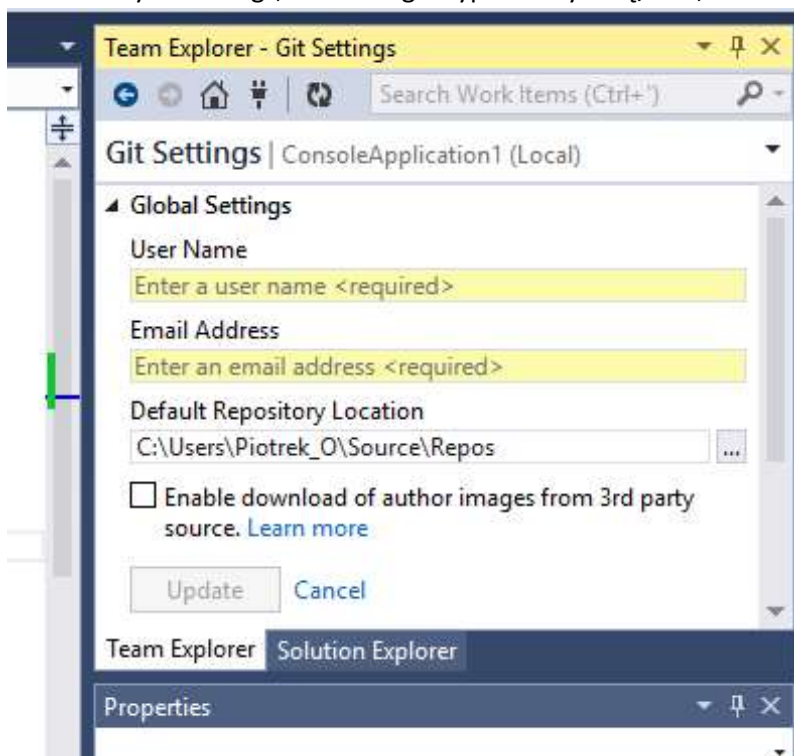 Team Explorer - Git Settings
Search Work Items (Ctrl+')
Git Settings | ConsoleApplication1 (Local)
Global Settings
User Name
Enter a user name <required>
Email Address
Enter an email address <required>
Default Repository Location
C:\Users\Piotrek_O\Source\Repos
...
Enable download of author images from 3rd party
source. Learn more
Update Cancel
Team Explorer Solution Explorer
Properties